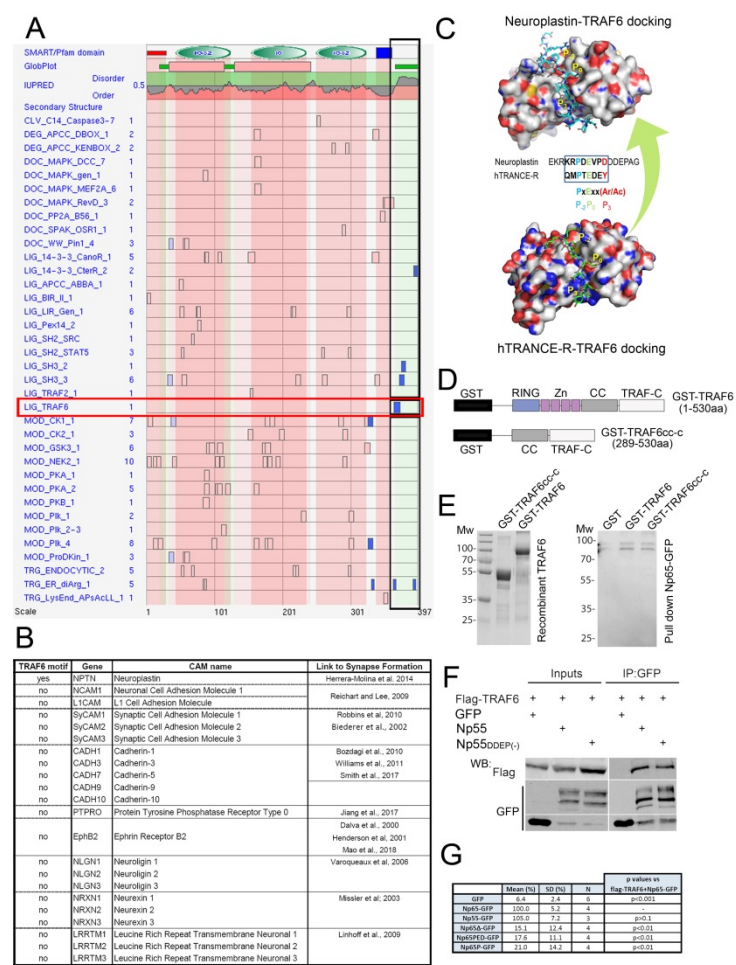 A
SMART/Pfam domain
GlobPlot
Disorder
IUPRED 0.5
Order
Secondary Structure
CLV_C14_Caspase3-7 1
DEG_APCC_DBOX_1 2
DEG_APCC_KENBOX_2 2
DOC_MAPK_DCC_7 1
DOC_MAPK_gen_1 1
DOC_MAPK_MEF2A_6 1
DOC_MAPK_RevD_3 2
DOC_PP2A_B56_1 1
DOC_SPAK_OSR1_1 1
DOC_WW_Pin1_4 3
LIG_14-3-3_CanoR_1 5
LIG_14-3-3_CterR_2 2
LIG_APCC_ABBA_1 1
LIG_BIR_II_1 1
LIG_LIR_Gen_1 6
LIG_Pex14_2 1
LIG_SH2_SRC 1
LIG_SH2_STAT5 3
LIG_SH3_2 1
LIG_SH3_3 6
LIG_TRAF2_1 1
LIG_TRAF6 1
MOD_CK1_1 7
MOD_CK2_1 3
MOD_GSK3_1 6
MOD_NEK2_1 10
MOD_PKA_1 1
MOD_PKA_2 5
MOD_PKB_1 1
MOD_Plk_1 2
MOD_Plk_2-3 1
MOD_Plk_4 8
MOD_ProDKin_1 3
TRG_ENDOCYTIC_2 6
TRG_ER_diArg_1 5
TRG_LysEnd_APsAcLL_1 1
Scale 1 101 201 301 397
B
TRAF6 motif Gene CAM name Link to Synapse Formation
yes NPTN Neuroplastin Herrera-Molina et al. 2014
no NCAM1 Neuronal Cell Adhesion Molecule 1 Reichart and Lee, 2009
no L1CAM L1 Cell Adhesion Molecule
no SyCAM1 Synaptic Cell Adhesion Molecule 1 Robbins et al, 2010
no SyCAM2 Synaptic Cell Adhesion Molecule 2 Biederer et al., 2002
no SyCAM3 Synaptic Cell Adhesion Molecule 3
no CADH1 Cadherin-1 Bozdagi et al., 2010
no CADH3 Cadherin-3 Williams et al., 2011
no CADH7 Cadherin-5 Smith et al., 2017
no CADH9 Cadherin-9
no CADH10 Cadherin-10
no PTPRO Protein Tyrosine Phosphatase Receptor Type 0 Jiang et al., 2017
no EphB2 Ephrin Receptor B2 Dalva et al., 2000
Henderson et al, 2001
Mao et al., 2018
no NLGN1 Neuroligin 1 Varoqueaux et al, 2006
no NLGN2 Neuroligin 2
no NLGN3 Neuroligin 3
no NRXN1 Neurexin 1 Missler et al; 2003
no NRXN2 Neurexin 2
no NRXN3 Neurexin 3
no LRRTM1 Leucine Rich Repeat Transmembrane Neuronal 1 Linhoff et al., 2009
no LRRTM2 Leucine Rich Repeat Transmembrane Neuronal 2
no LRRTM3 Leucine Rich Repeat Transmembrane Neuronal 3
C
Neuroplastin-TRAF6 docking
Neuroplastin EKRKRPDEVPDDDEPAG
hTRANCE-R QMPTEDEY
PxExx(Ar/Ac)
P-2 P0 P3
hTRANCE-R-TRAF6 docking
D
GST RING Zn CC TRAF-C GST-TRAF6
(1-530aa)
GST CC TRAF-C GST-TRAF6cc-c
(289-530aa)
E
Mw GST-TRAF6cc-c GST-TRAF6
100-
70-
55-
35-
25-
Recombinant TRAF6
Mw GST GST-TRAF6 GST-TRAF6cc-c
100-
70-
55-
35-
25-
Pull down Np65-GFP
F
Inputs IP:GFP
Flag-TRAF6 + + + + + +
GFP + +
Np55 + +
Np55DDEP(-) + +
WB:
Flag
GFP
G
Mean (%) SD (%) N p values vs flag-TRAF6+Np65-GFP
GFP 6.4 2.4 6 p<0.001
Np65-GFP 100.0 5.2 4 -
Np55-GFP 105.0 7.2 3 p>0.1
Np65Δ-GFP 15.1 12.4 4 p<0.01
Np65PED-GFP 17.6 11.1 4 p<0.01
Np65P-GFP 21.0 14.2 4 p<0.01